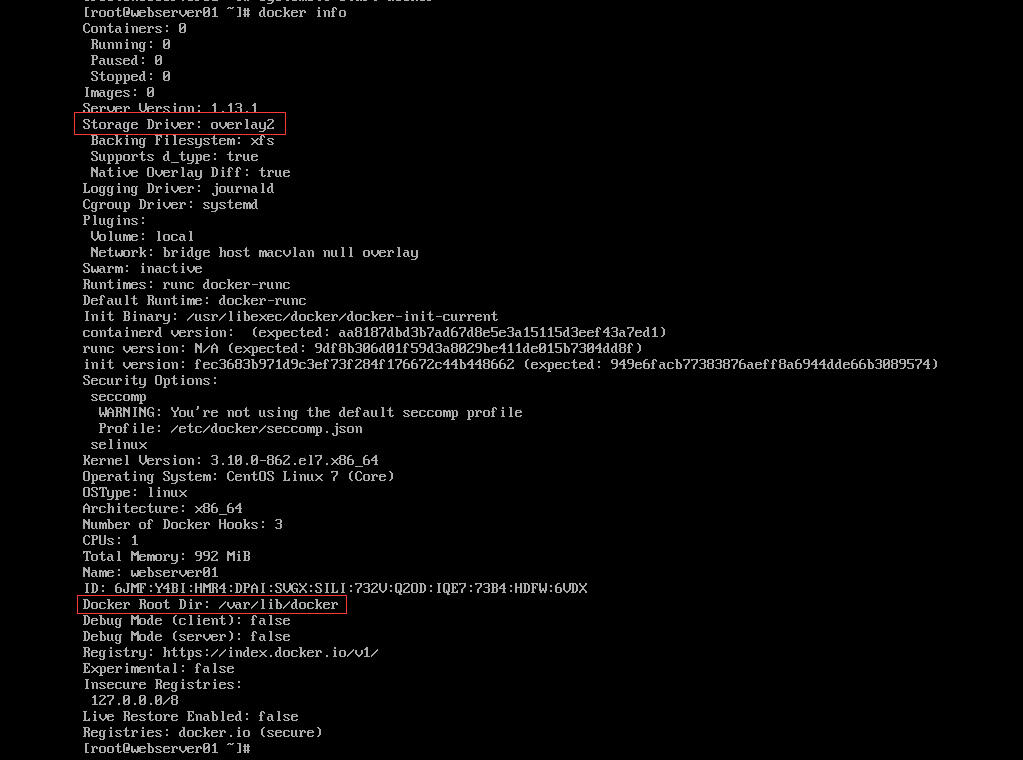 [root@webserver01 ~]# docker info
Containers: 0
Running: 0
Paused: 0
Stopped: 0
Images: 0
Server Version: 1.13.1
Storage Driver: overlay2
Backing Filesystem: xfs
Supports d_type: true
Native Overlay Diff: true
Logging Driver: journald
Cgroup Driver: systemd
Plugins:
Volume: local
Network: bridge host macvlan null overlay
Swarm: inactive
Runtimes: runc docker-runc
Default Runtime: docker-runc
Init Binary: /usr/libexec/docker/docker-init-current
containerd version:  (expected: aa8187dbd3b7ad67d8e5e3a15115d3eef43a7ed1)
runc version: N/A (expected: 9df8b306d01f59d3a8029be411de015b7304dd8f)
init version: fec3683b971d9c3ef73f284f176672c44b448662 (expected: 949e6facb77383876aeff8a6944dde66b3089574)
Security Options:
seccomp
WARNING: You're not using the default seccomp profile
Profile: /etc/docker/seccomp.json
selinux
Kernel Version: 3.10.0-862.el7.x86_64
Operating System: CentOS Linux 7 (Core)
OSType: linux
Architecture: x86_64
Number of Docker Hooks: 3
CPUs: 1
Total Memory: 992 MiB
Name: webserver01
ID: 6JMF:Y4BI:HMR4:DPAI:SVGX:SILI:732V:QZOD:IQE7:73B4:HDFW:6VDX
Docker Root Dir: /var/lib/docker
Debug Mode (client): false
Debug Mode (server): false
Registry: https://index.docker.io/v1/
Experimental: false
Insecure Registries:
127.0.0.0/8
Live Restore Enabled: false
Registries: docker.io (secure)
[root@webserver01 ~]#